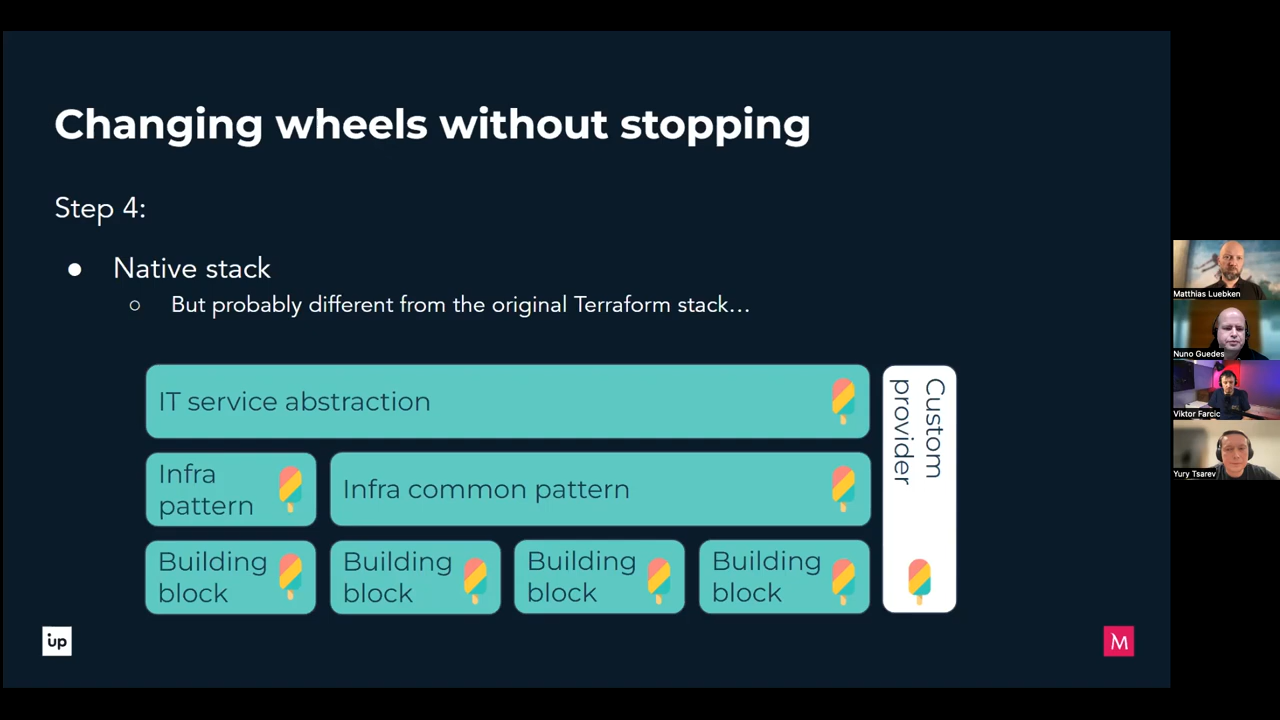 Changing wheels without stopping
Step 4:
● Native stack
○ But probably different from the original Terraform stack...
IT service abstraction
Custom
provider
Infra
pattern
Infra common pattern
Building
block
Building
block
Building
block
Building
block
up
M
Matthias Luebken
Nuno Guedes
Viktor Farcic
Yury Tsarev